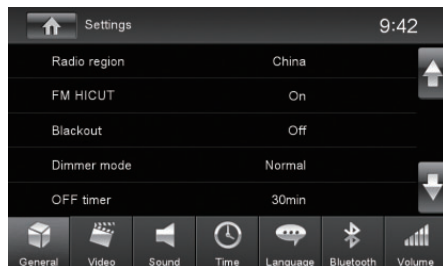 Settings 9:42
Radio region China
FM HICUT On
Blackout Off
Dimmer mode Normal
OFF timer 30min
General Video Sound Time Language Bluetooth Volume